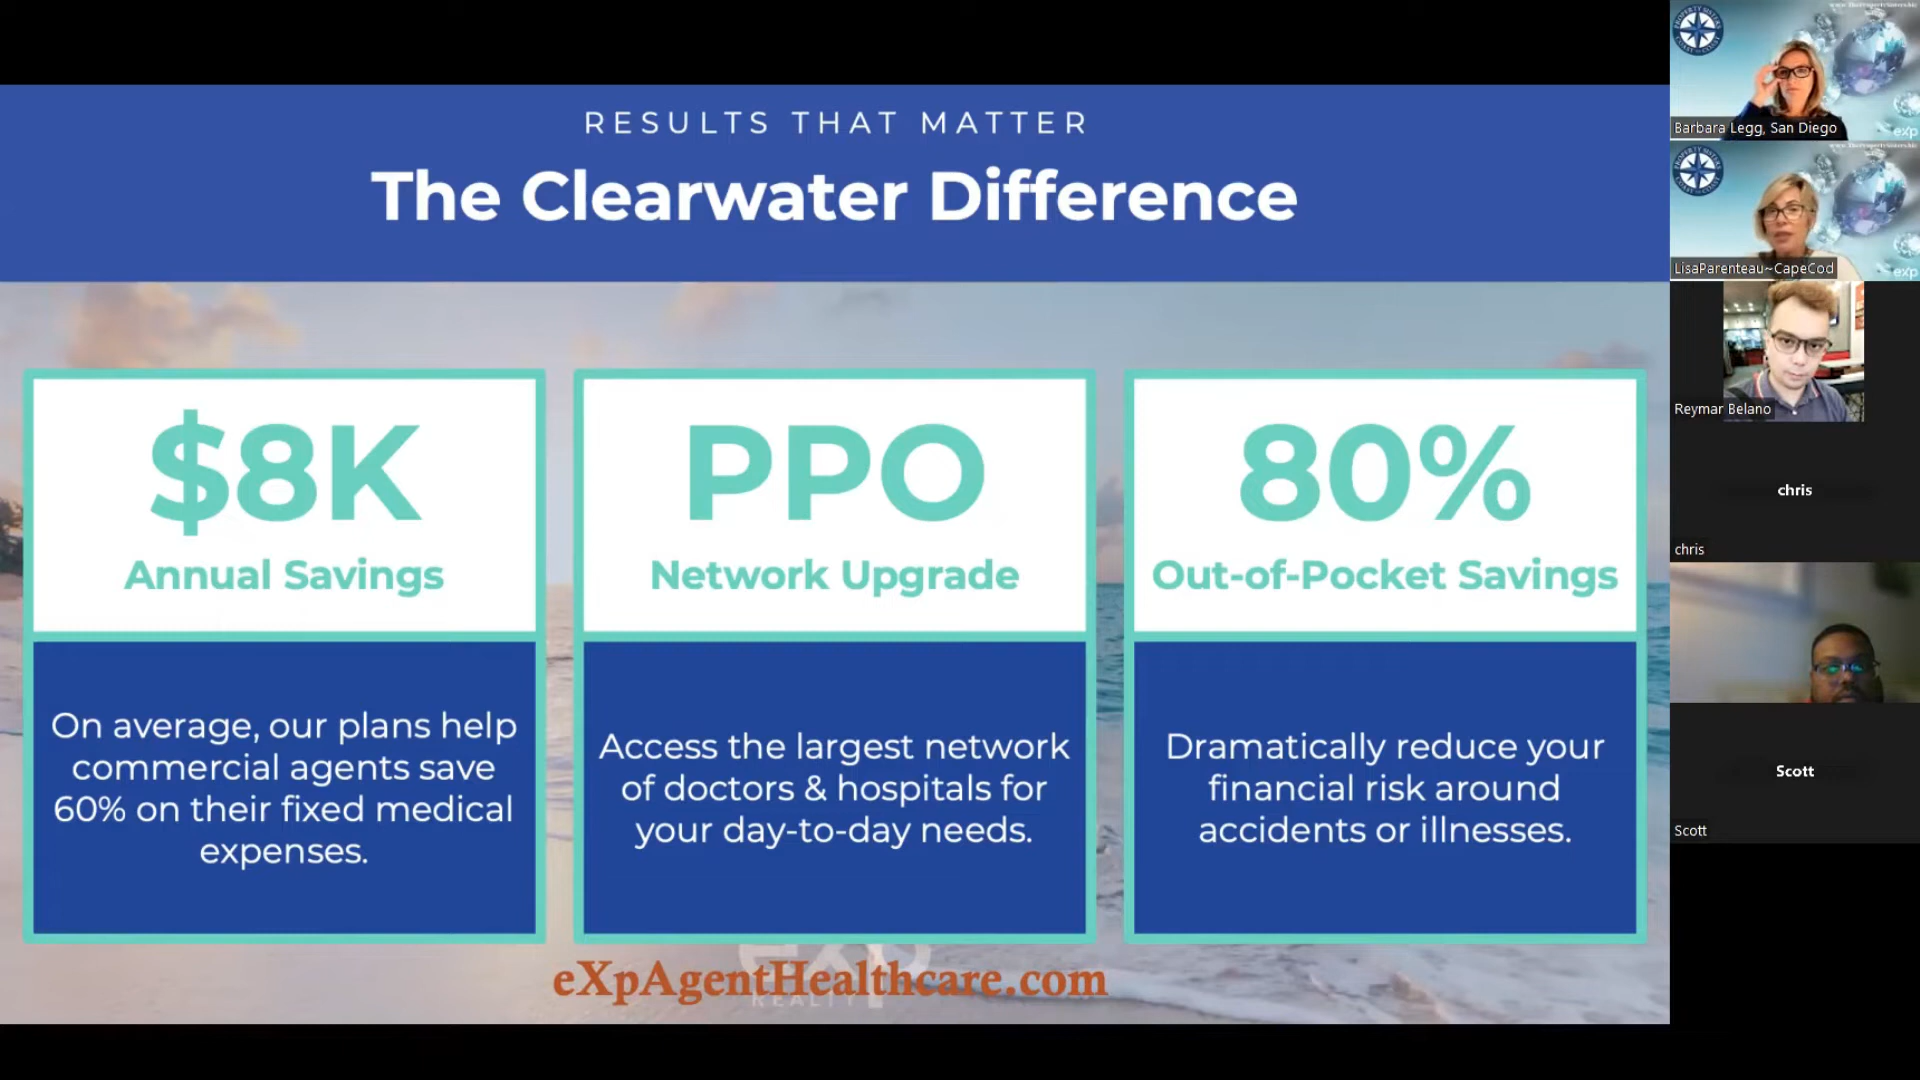 RESULTS THAT MATTER
The Clearwater Difference
$8K
Annual Savings
On average, our plans help
commercial agents save
60% on their fixed medical
expenses.
PPO
Network Upgrade
Access the largest network
of doctors & hospitals for
your day-to-day needs.
80%
Out-of-Pocket Savings
Dramatically reduce your
financial risk around
accidents or illnesses.
eXpAgentHealthcare.com
REALTY
Barbara Legg, San Diego
exp
LisaParenteau~CapeCod
exp
Reymar Belano
chris
chris
Scott
Scott